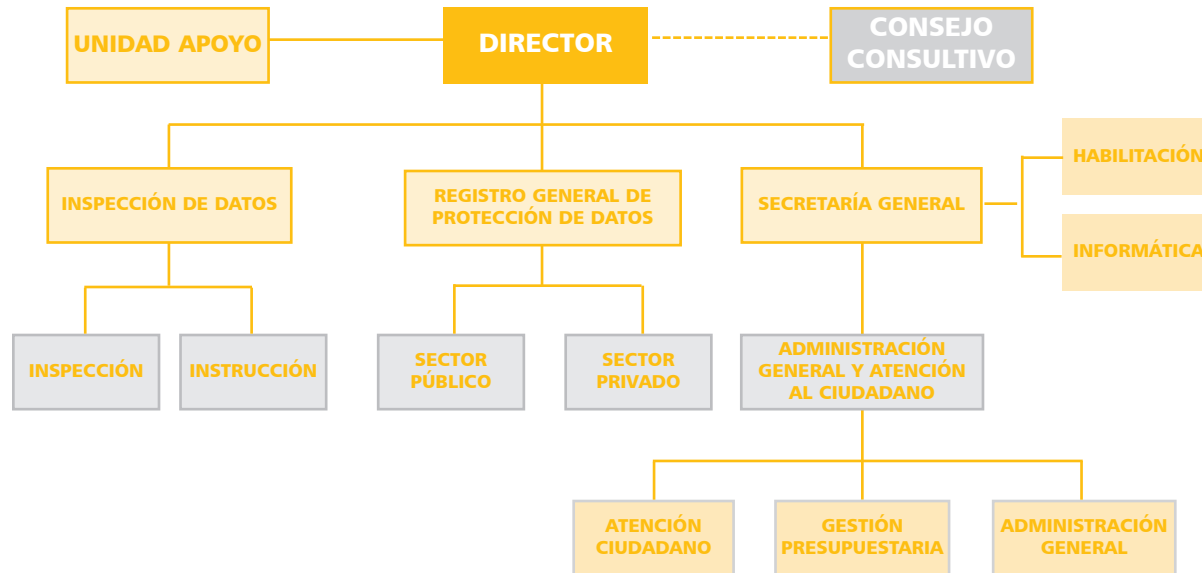 UNIDAD APOYO
DIRECTOR
CONSEJO
CONSULTIVO
HABILITACIÓN
INSPECCIÓN DE DATOS
REGISTRO GENERAL DE
PROTECCIÓN DE DATOS
SECRETARÍA GENERAL
INFORMÁTICA
INSPECCIÓN
INSTRUCCIÓN
SECTOR
PÚBLICO
SECTOR
PRIVADO
ADMINISTRACIÓN
GENERAL Y ATENCIÓN
AL CIUDADANO
ATENCIÓN
CIUDADANO
GESTIÓN
PRESUPUESTARIA
ADMINISTRACIÓN
GENERAL